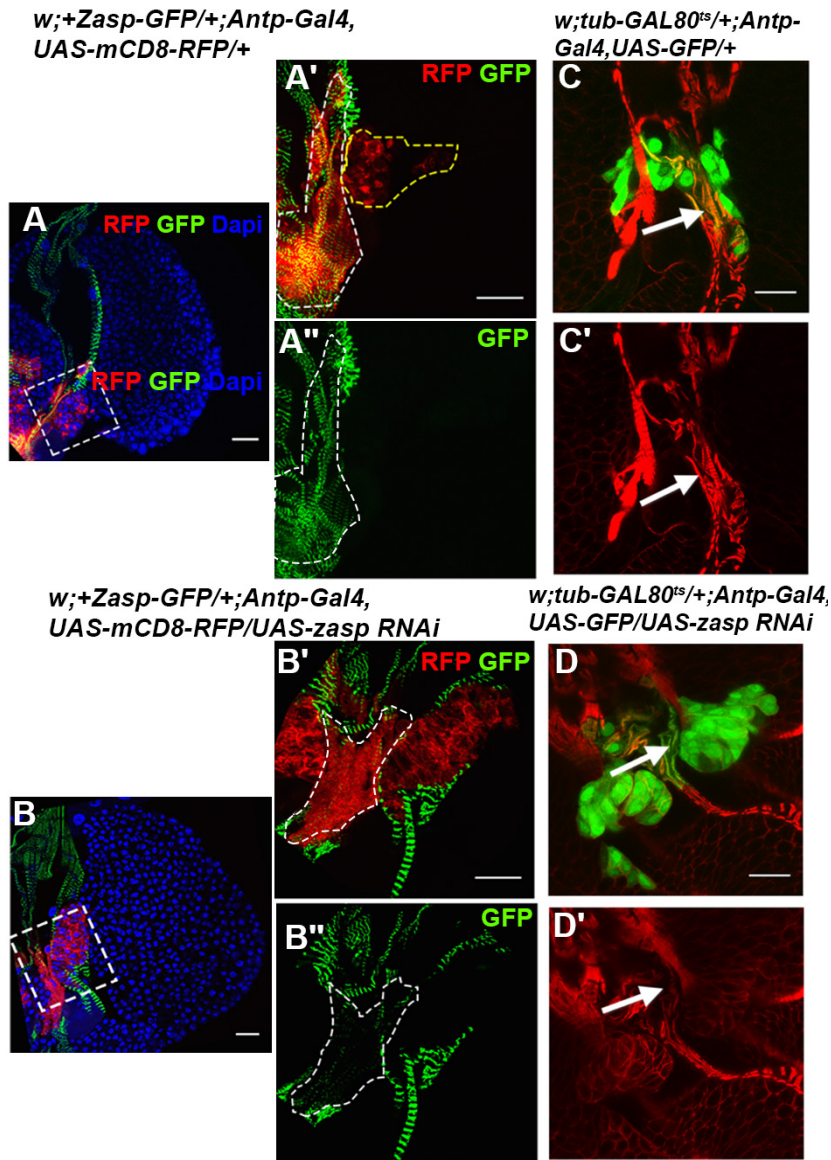 w;+Zasp-GFP/+;Antp-Gal4,
UAS-mCD8-RFP/+
w;tub-GAL80ts/+;Antp-
Gal4,UAS-GFP/+
A' RFP GFP
C
A RFP GFP Dapi
RFP GFP Dapi
A" GFP
C'
w;+Zasp-GFP/+;Antp-Gal4,
UAS-mCD8-RFP/UAS-zasp RNAi
w;tub-GAL80ts/+;Antp-Gal4,
UAS-GFP/UAS-zasp RNAi
B' RFP GFP
D
B
B" GFP
D'